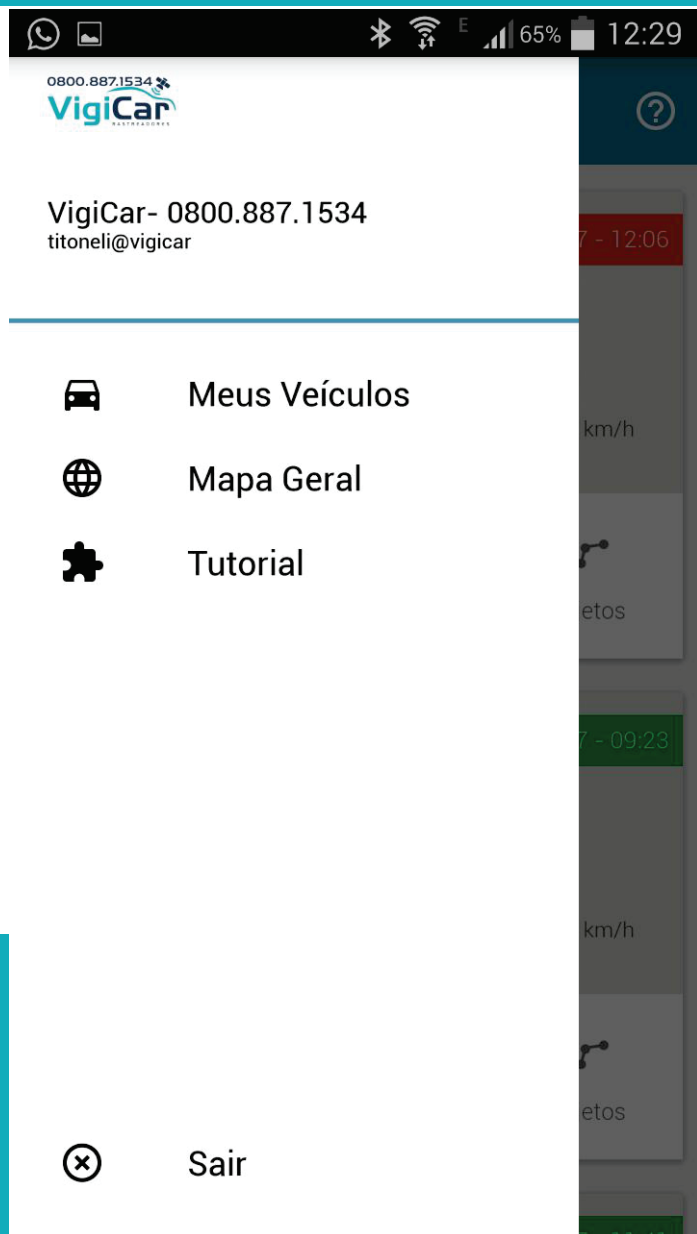 E 65% 12:29
0800.887.1534
VigiCar
RASTREADORES
VigiCar- 0800.887.1534
titoneli@vigicar
7 - 12:06
Meus Veículos
km/h
Mapa Geral
Tutorial
etos
7 - 09:23
km/h
etos
Sair